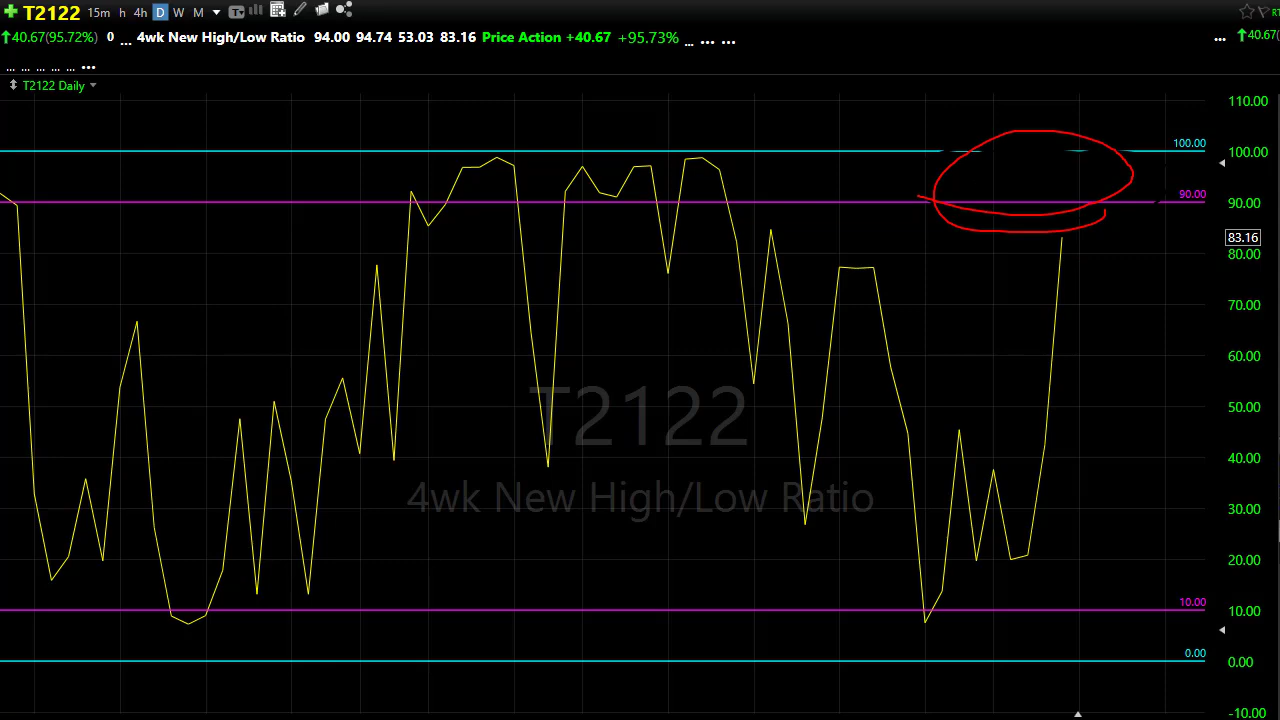 T2122 15m h 4h D W M T
40.67(95.72%) 0 ... 4wk New High/Low Ratio 94.00 94.74 53.03 83.16 Price Action +40.67 +95.73% ... ... ... ... 40.67(
... ... ... ... ... ...
T2122 Daily
110.00
100.00 100.00
90.00 90.00
83.16
80.00
70.00
60.00
50.00
T2122
40.00
4wk New High/Low Ratio
30.00
20.00
10.00 10.00
0.00 0.00
-10.00